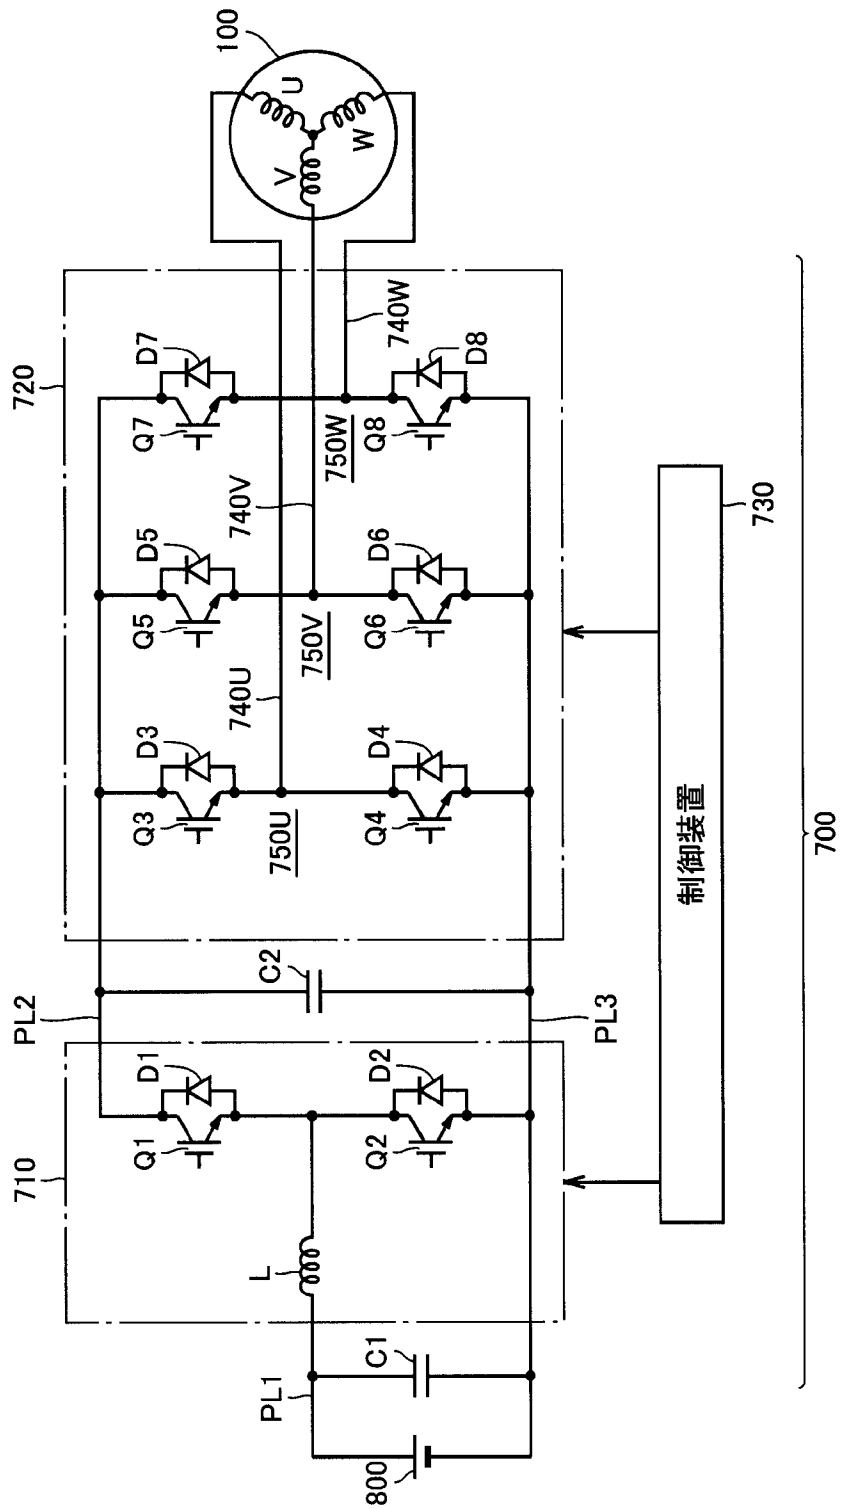 100
U
V
W
720
740W
D7
D8
Q7
Q8
750W
740V
D5
D6
Q5
Q6
750V
740U
D3
D4
Q3
Q4
750U
730
制御装置
700
C2
PL2
PL3
D1
D2
Q1
Q2
710
L
C1
PL1
800